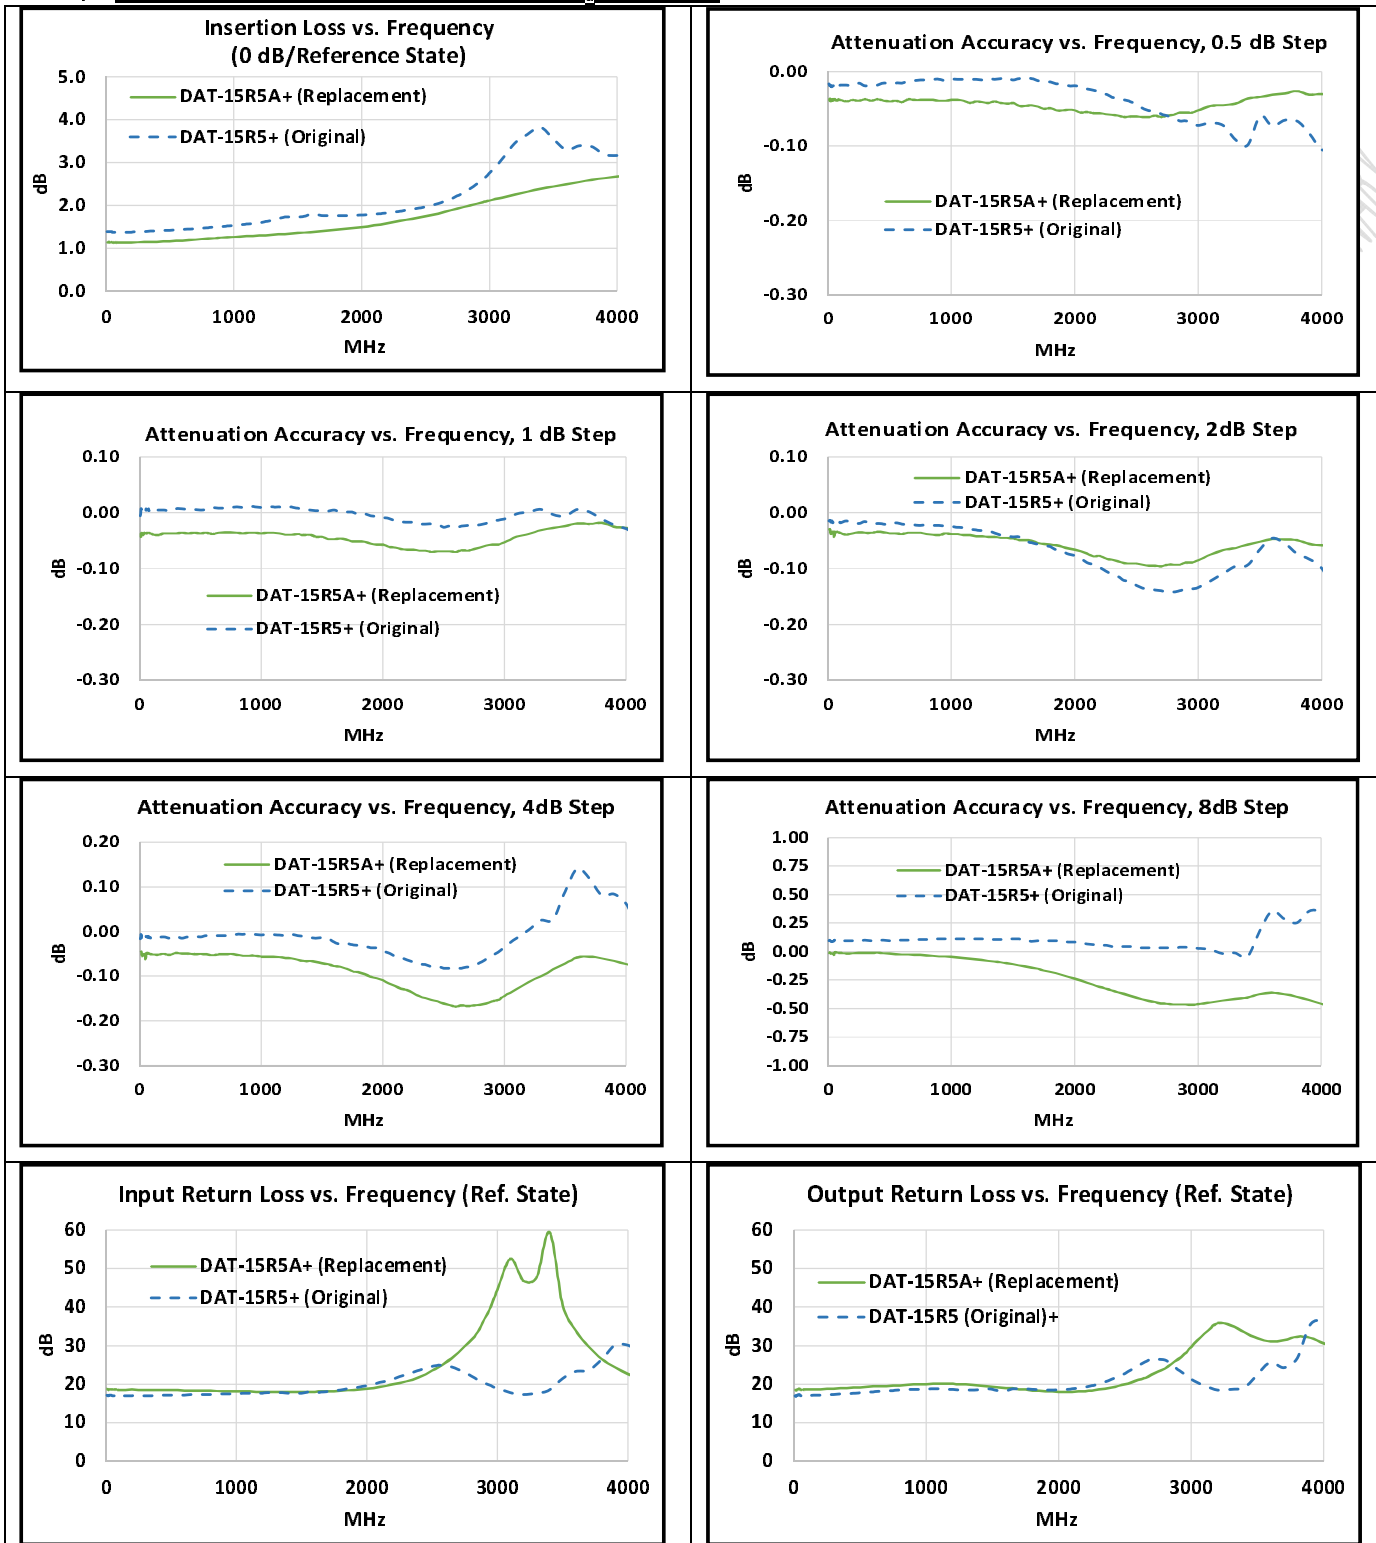 Insertion Loss vs. Frequency
(0 dB/Reference State)
5.0
4.0
3.0
2.0
1.0
0.0
dB
DAT-15R5A+ (Replacement)
DAT-15R5+ (Original)
0 1000 2000 3000 4000
MHz
Attenuation Accuracy vs. Frequency, 0.5 dB Step
0.00
-0.10
-0.20
-0.30
dB
DAT-15R5A+ (Replacement)
DAT-15R5+ (Original)
0 1000 2000 3000 4000
MHz
Attenuation Accuracy vs. Frequency, 1 dB Step
0.10
0.00
-0.10
-0.20
-0.30
dB
DAT-15R5A+ (Replacement)
DAT-15R5+ (Original)
0 1000 2000 3000 4000
MHz
Attenuation Accuracy vs. Frequency, 2dB Step
0.10
0.00
-0.10
-0.20
-0.30
dB
DAT-15R5A+ (Replacement)
DAT-15R5+ (Original)
0 1000 2000 3000 4000
MHz
Attenuation Accuracy vs. Frequency, 4dB Step
0.20
0.10
0.00
-0.10
-0.20
-0.30
dB
DAT-15R5A+ (Replacement)
DAT-15R5+ (Original)
0 1000 2000 3000 4000
MHz
Attenuation Accuracy vs. Frequency, 8dB Step
1.00
0.75
0.50
0.25
0.00
-0.25
-0.50
-0.75
-1.00
dB
DAT-15R5A+ (Replacement)
DAT-15R5+ (Original)
0 1000 2000 3000 4000
MHz
Input Return Loss vs. Frequency (Ref. State)
60
50
40
30
20
10
0
dB
DAT-15R5A+ (Replacement)
DAT-15R5+ (Original)
0 1000 2000 3000 4000
MHz
Output Return Loss vs. Frequency (Ref. State)
60
50
40
30
20
10
0
dB
DAT-15R5A+ (Replacement)
DAT-15R5 (Original)+
0 1000 2000 3000 4000
MHz